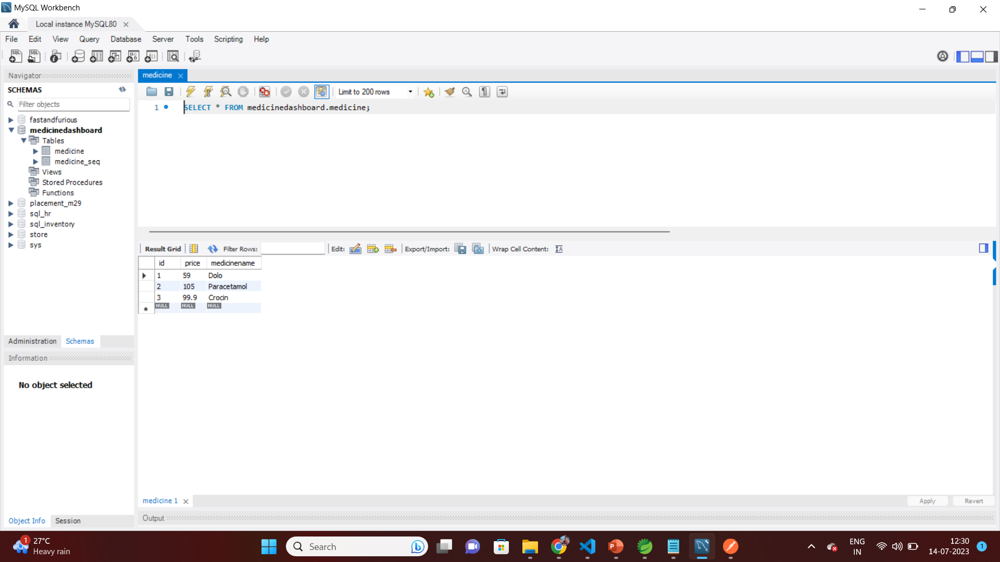 MySQL Workbench
Local instance MySQL80
File Edit View Query Database Server Tools Scripting Help
Navigator
SCHEMAS
Filter objects
fastandfurious
medicinedashboard
Tables
medicine
medicine_seq
Views
Stored Procedures
Functions
placement_m29
sql_hr
sql_inventory
store
sys
Administration Schemas
Information
No object selected
Object Info Session
medicine
Limit to 200 rows
1 SELECT * FROM medicinedashboard.medicine;
Result Grid Filter Rows: Edit: Export/Import: Wrap Cell Content:
id price medicinename
1 59 Dolo
2 105 Paracetamol
3 99.9 Crocin
NULL NULL NULL
medicine 1
Apply Revert
Output
1
27°C
Heavy rain
Search
ENG
IN
12:30
14-07-2023
1